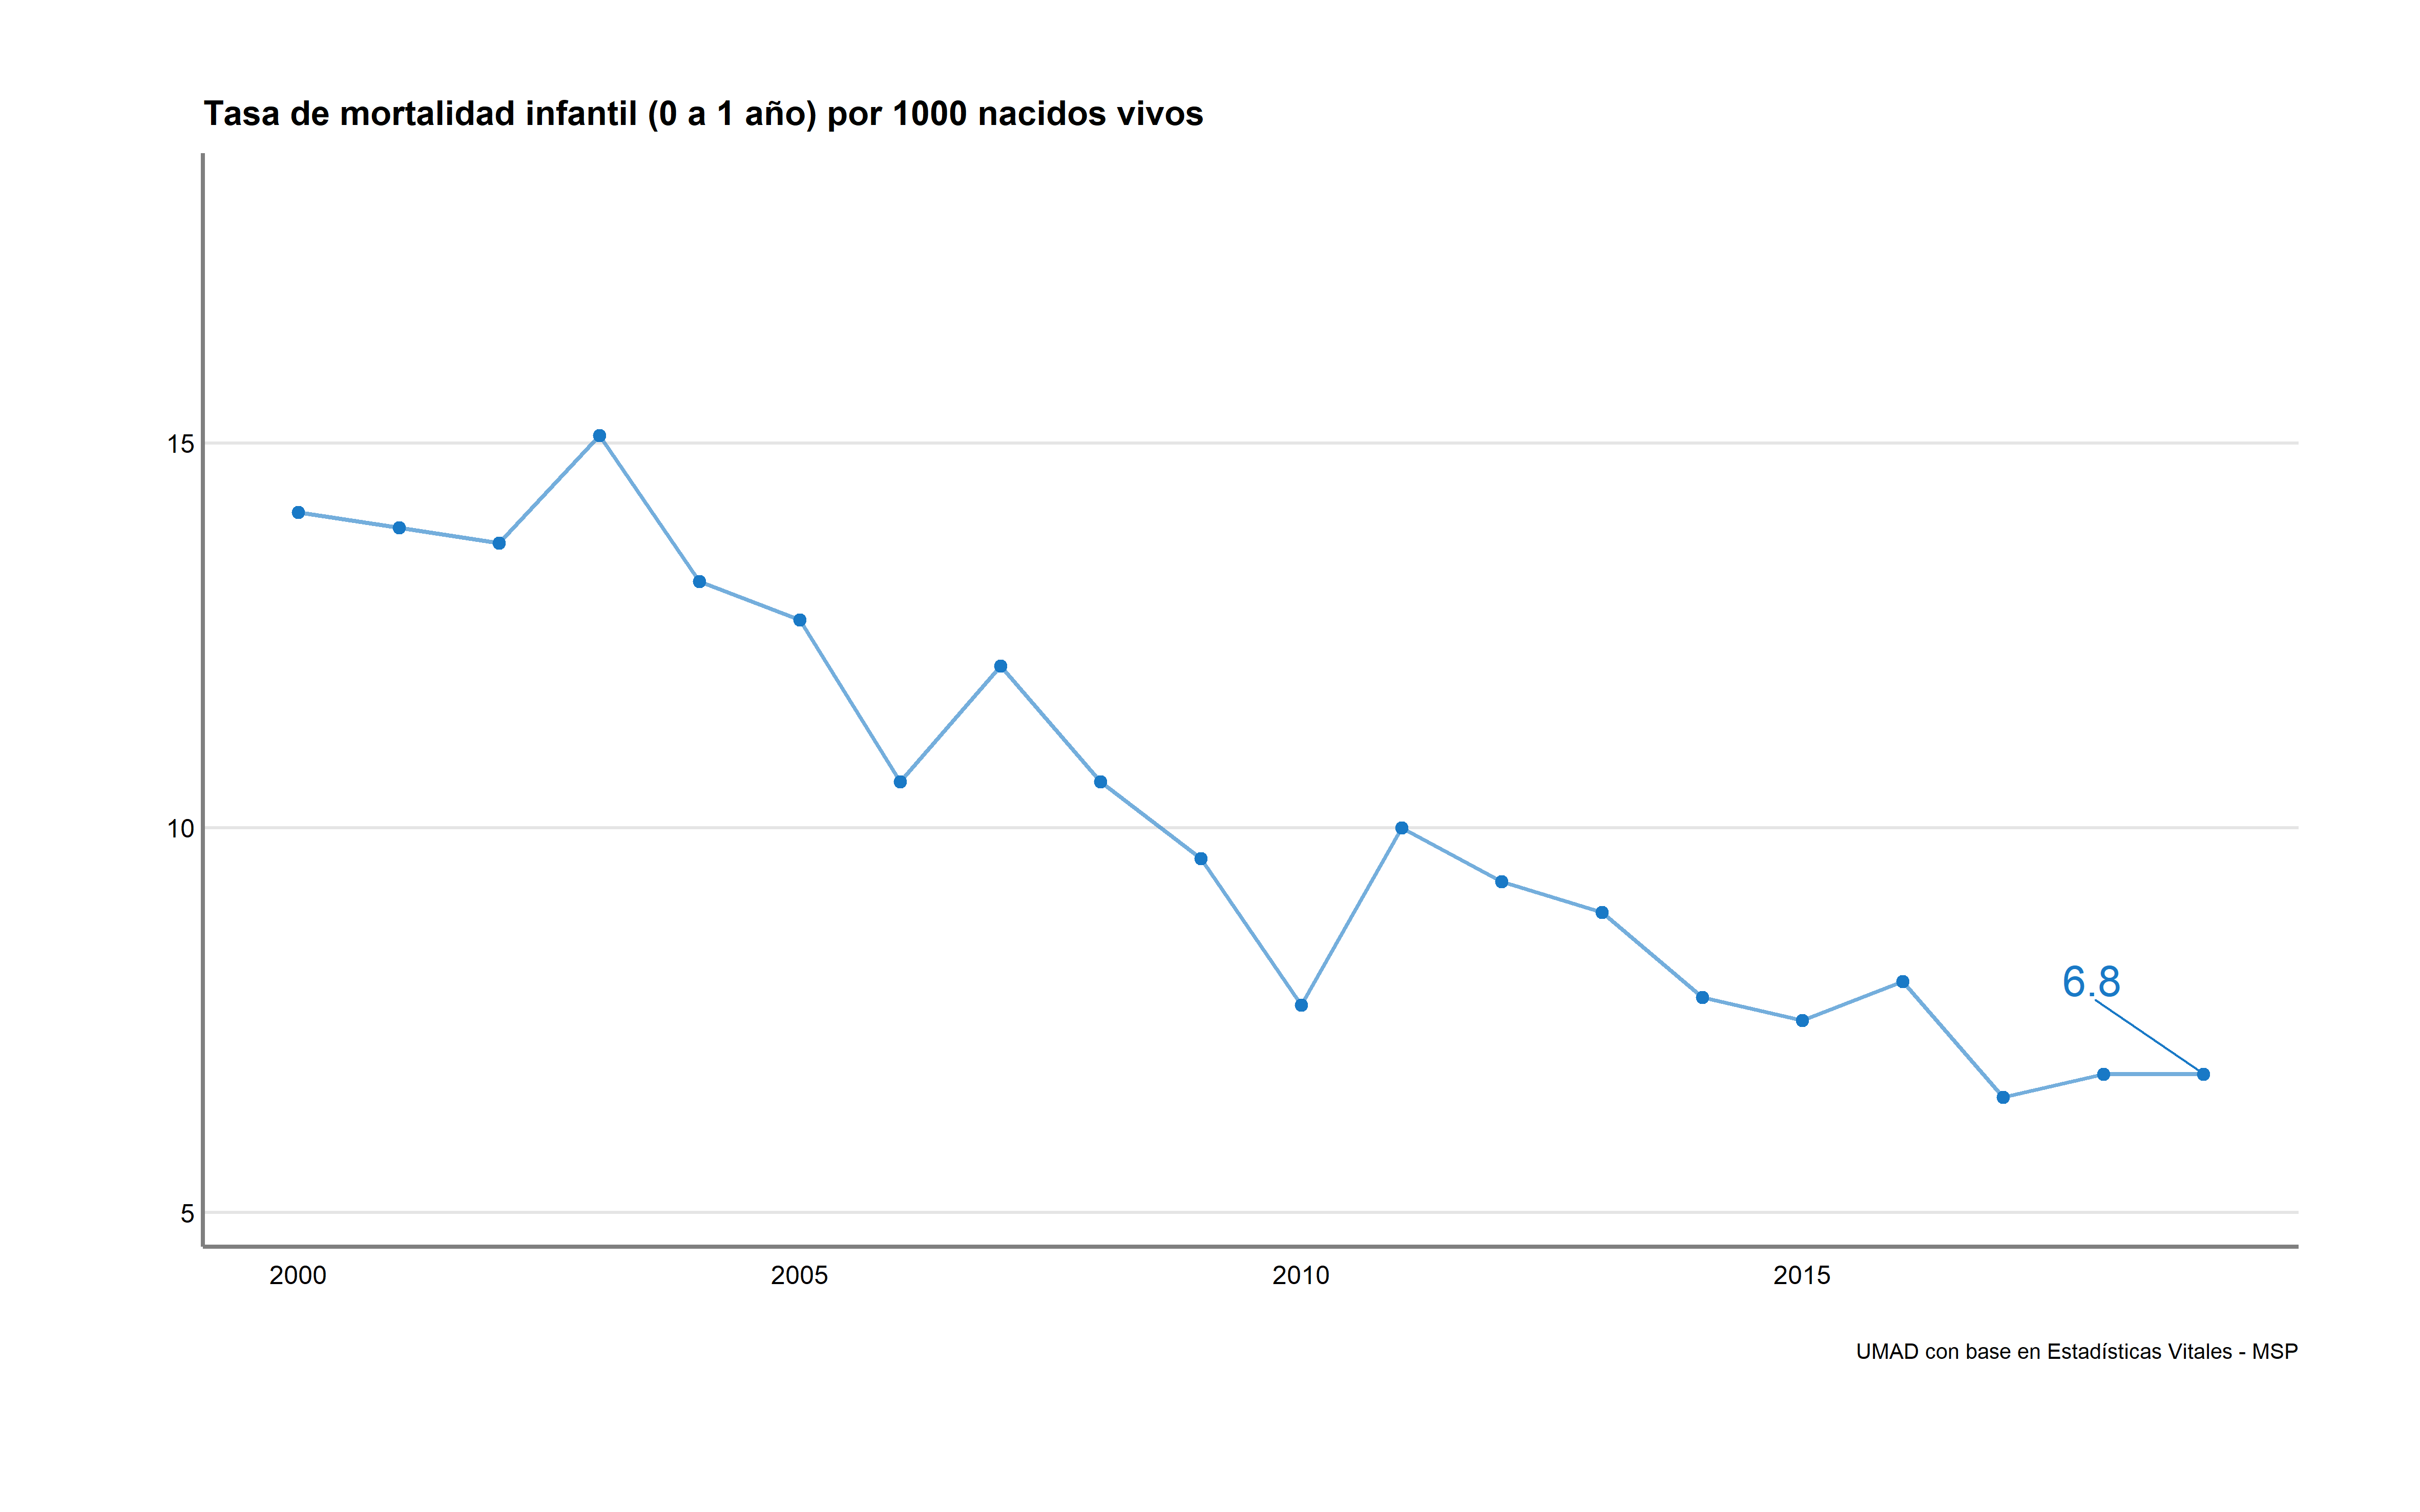 Tasa de mortalidad infantil (0 a 1 año) por 1000 nacidos vivos
15
10
6.8
5
2000 2005 2010 2015
UMAD con base en Estadísticas Vitales - MSP